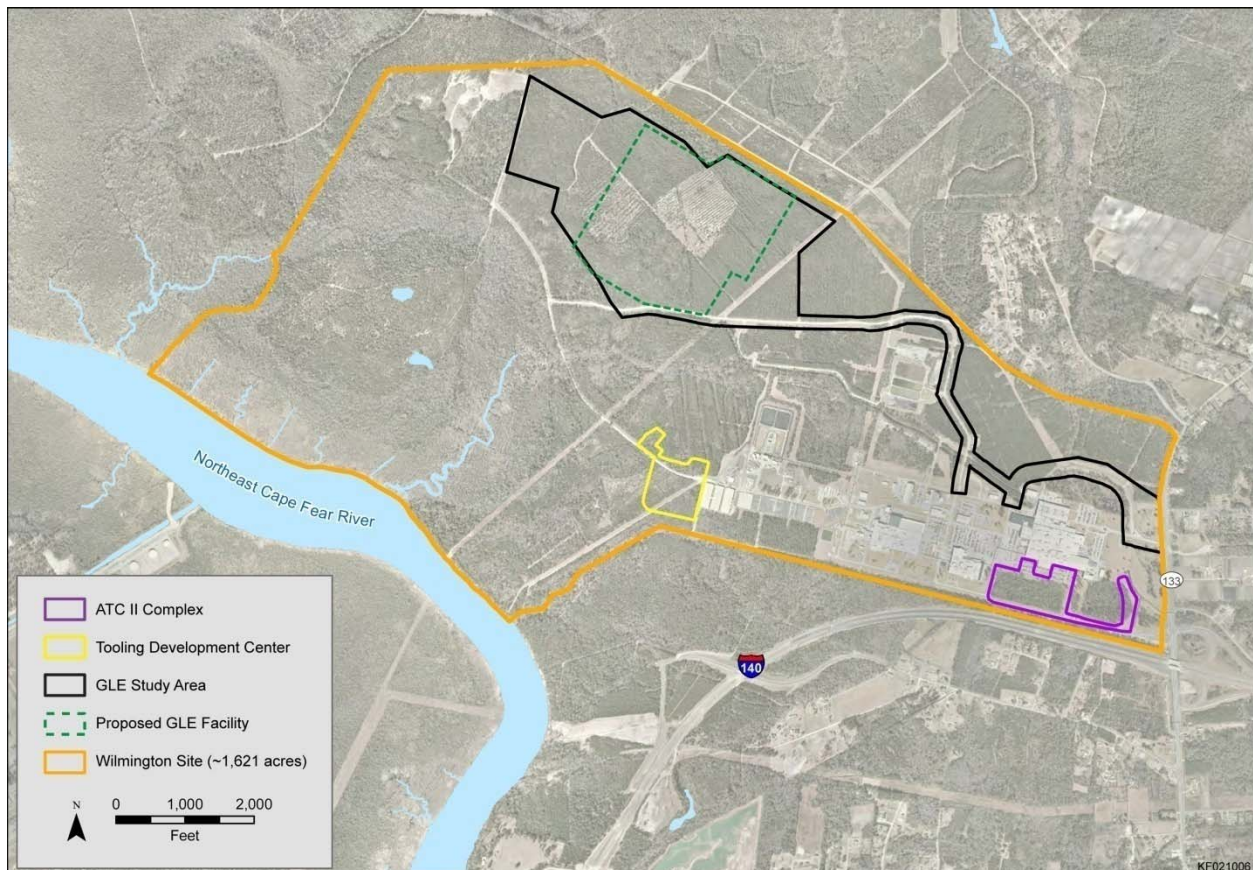 Northeast Cape Fear River
133
140
ATC II Complex
Tooling Development Center
GLE Study Area
Proposed GLE Facility
Wilmington Site (~1,621 acres)
N
0 1,000 2,000
Feet
KF021006